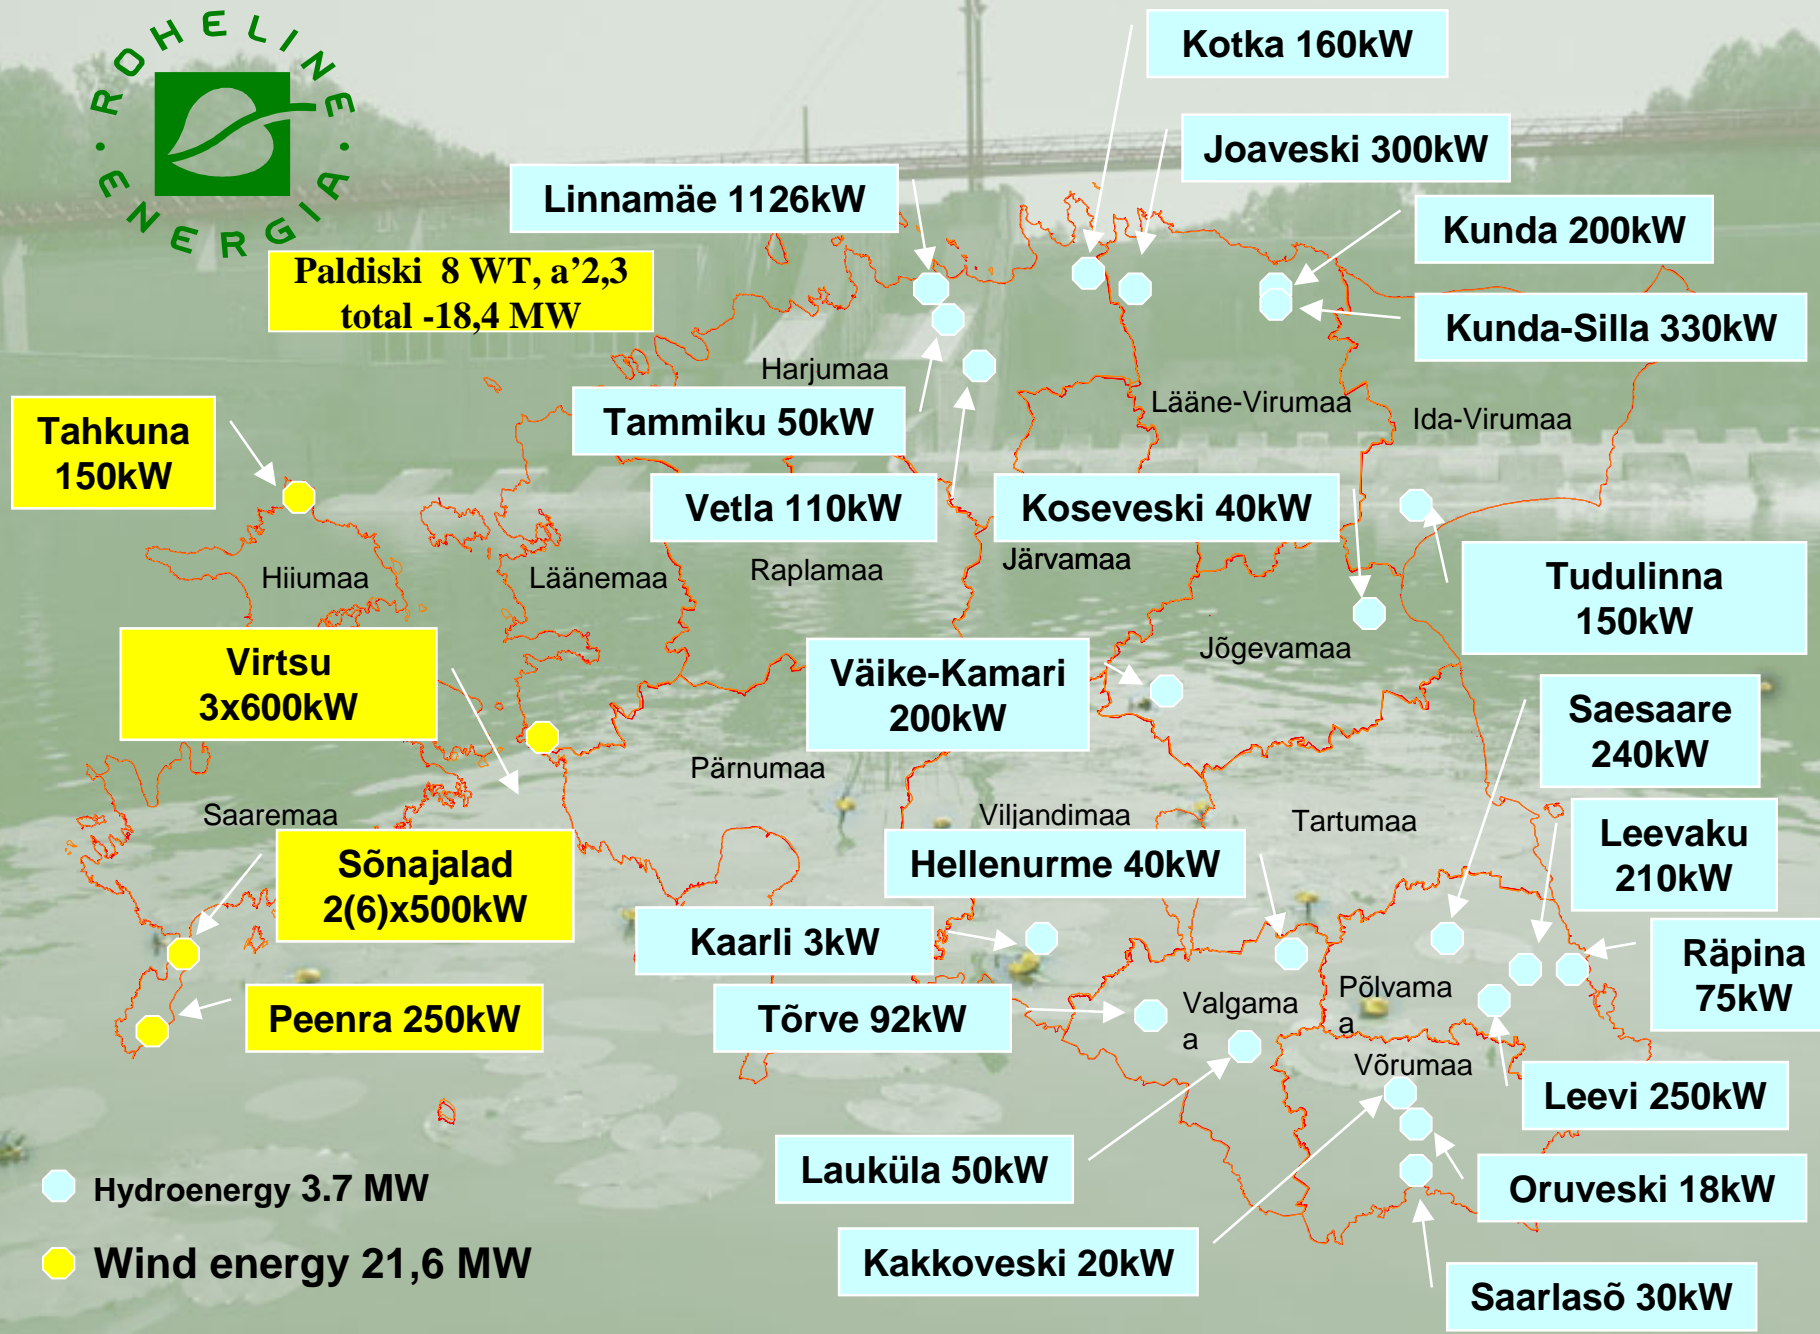 ROHELINE
ENERGIA
Kotka 160kW
Joaveski 300kW
Linnamäe 1126kW
Kunda 200kW
Paldiski 8 WT, a’2,3
total -18,4 MW
Kunda-Silla 330kW
Harjumaa
Tammiku 50kW
Lääne-Virumaa
Ida-Virumaa
Tahkuna
150kW
Vetla 110kW
Koseveski 40kW
Hiiumaa
Läänemaa
Raplamaa
Järvamaa
Tudulinna
150kW
Virtsu
3x600kW
Väike-Kamari
200kW
Jõgevamaa
Saesaare
240kW
Pärnumaa
Saaremaa
Viljandimaa
Tartumaa
Sõnajalad
2(6)x500kW
Hellenurme 40kW
Leevaku
210kW
Kaarli 3kW
Räpina
75kW
Peenra 250kW
Tõrve 92kW
Valgama
a
Põlvama
a
Võrumaa
Leevi 250kW
Lauküla 50kW
Oruveski 18kW
Hydroenergy 3.7 MW
Wind energy 21,6 MW
Kakkoveski 20kW
Saarlasõ 30kW